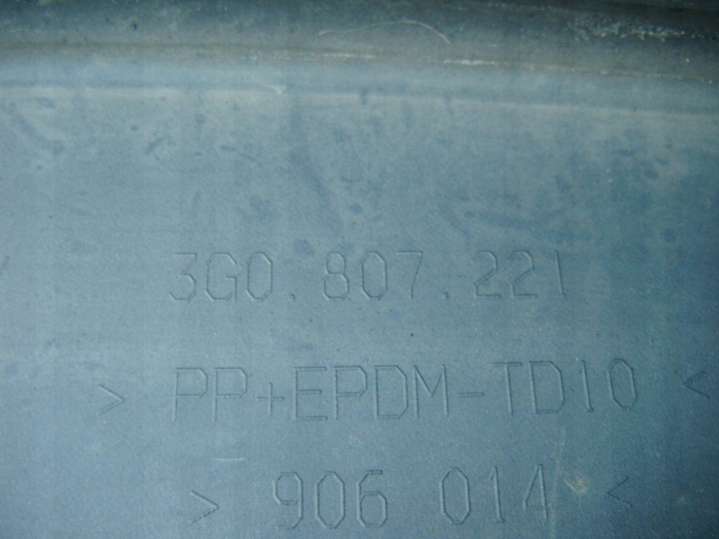 3G0.807.221
> PP+EPDM-TD10 <
> 906 014 <